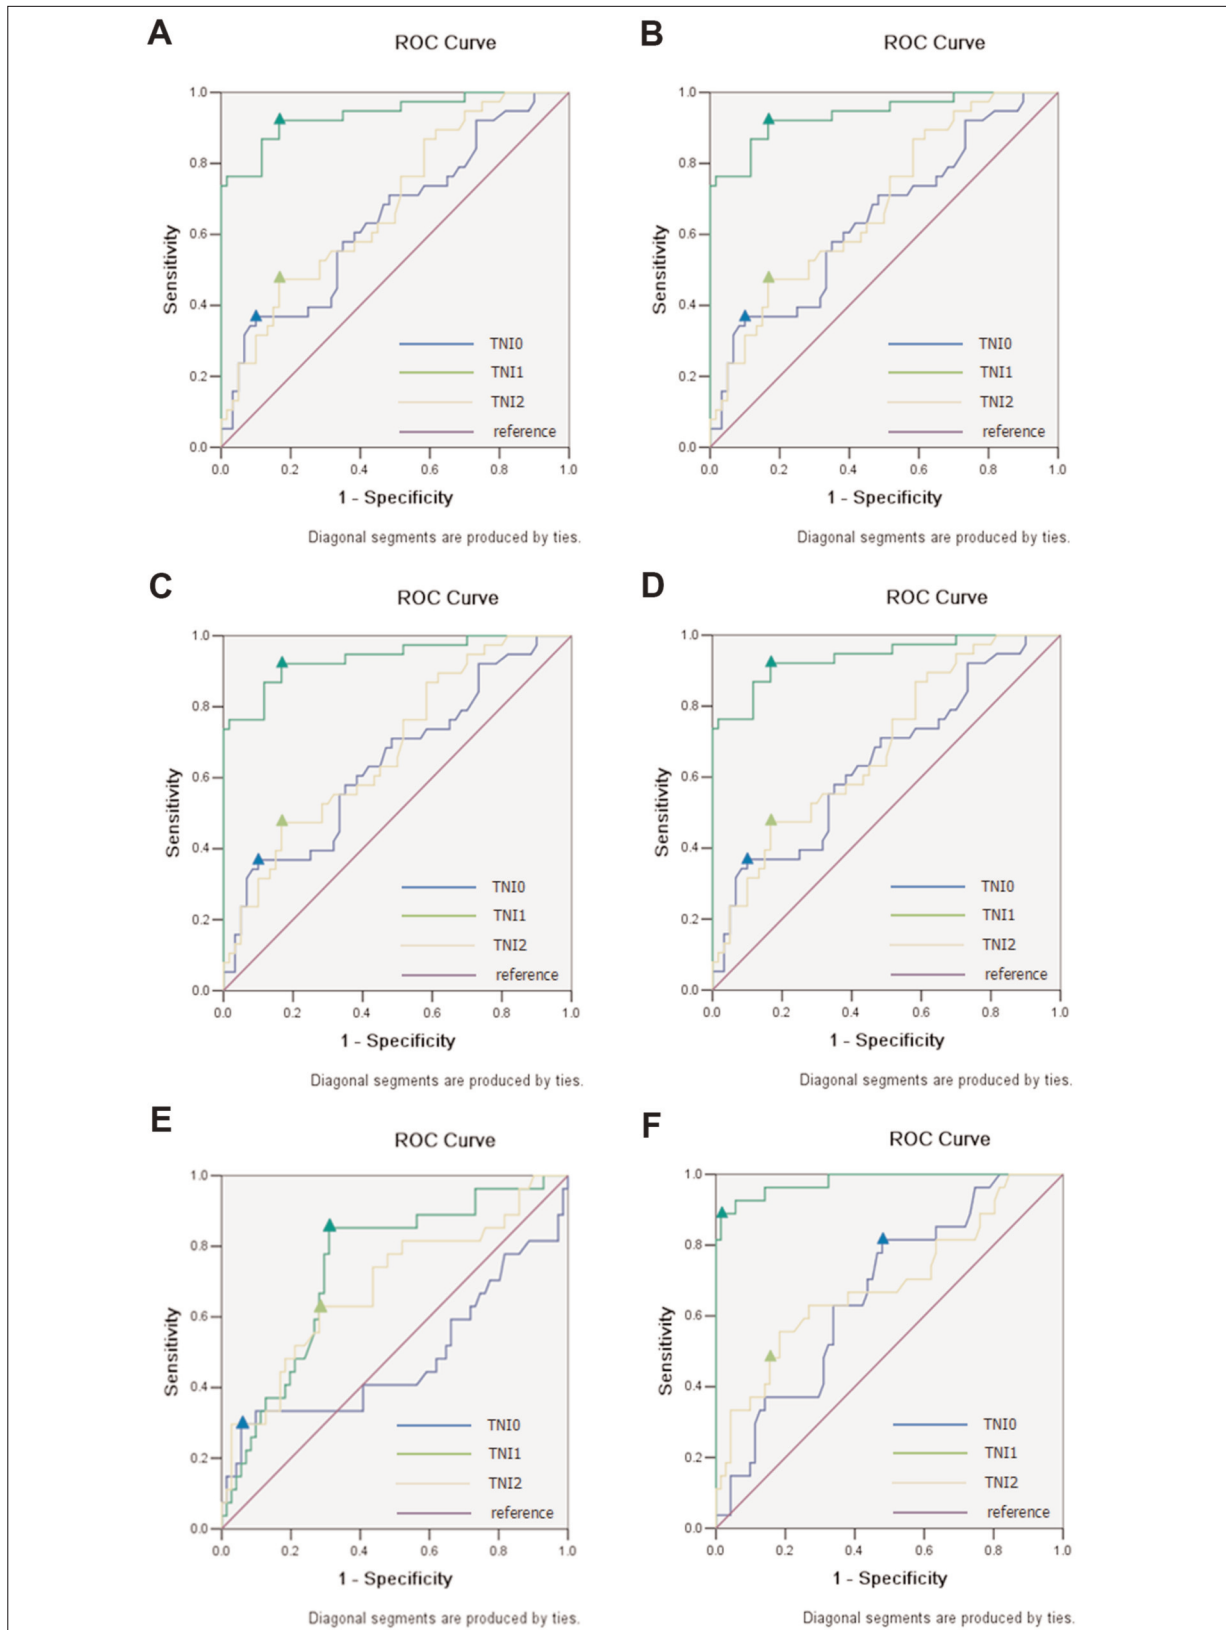 A
ROC Curve
1.0
0.8
0.6
0.4
0.2
0.0
Sensitivity
TNI0
TNI1
TNI2
reference
0.0 0.2 0.4 0.6 0.8 1.0
1 - Specificity
Diagonal segments are produced by ties.
B
ROC Curve
1.0
0.8
0.6
0.4
0.2
0.0
Sensitivity
TNI0
TNI1
TNI2
reference
0.0 0.2 0.4 0.6 0.8 1.0
1 - Specificity
Diagonal segments are produced by ties.
C
ROC Curve
1.0
0.8
0.6
0.4
0.2
0.0
Sensitivity
TNI0
TNI1
TNI2
reference
0.0 0.2 0.4 0.6 0.8 1.0
1 - Specificity
Diagonal segments are produced by ties.
D
ROC Curve
1.0
0.8
0.6
0.4
0.2
0.0
Sensitivity
TNI0
TNI1
TNI2
reference
0.0 0.2 0.4 0.6 0.8 1.0
1 - Specificity
Diagonal segments are produced by ties.
E
ROC Curve
1.0
0.8
0.6
0.4
0.2
0.0
Sensitivity
TNI0
TNI1
TNI2
reference
0.0 0.2 0.4 0.6 0.8 1.0
1 - Specificity
Diagonal segments are produced by ties.
F
ROC Curve
1.0
0.8
0.6
0.4
0.2
0.0
Sensitivity
TNI0
TNI1
TNI2
reference
0.0 0.2 0.4 0.6 0.8 1.0
1 - Specificity
Diagonal segments are produced by ties.